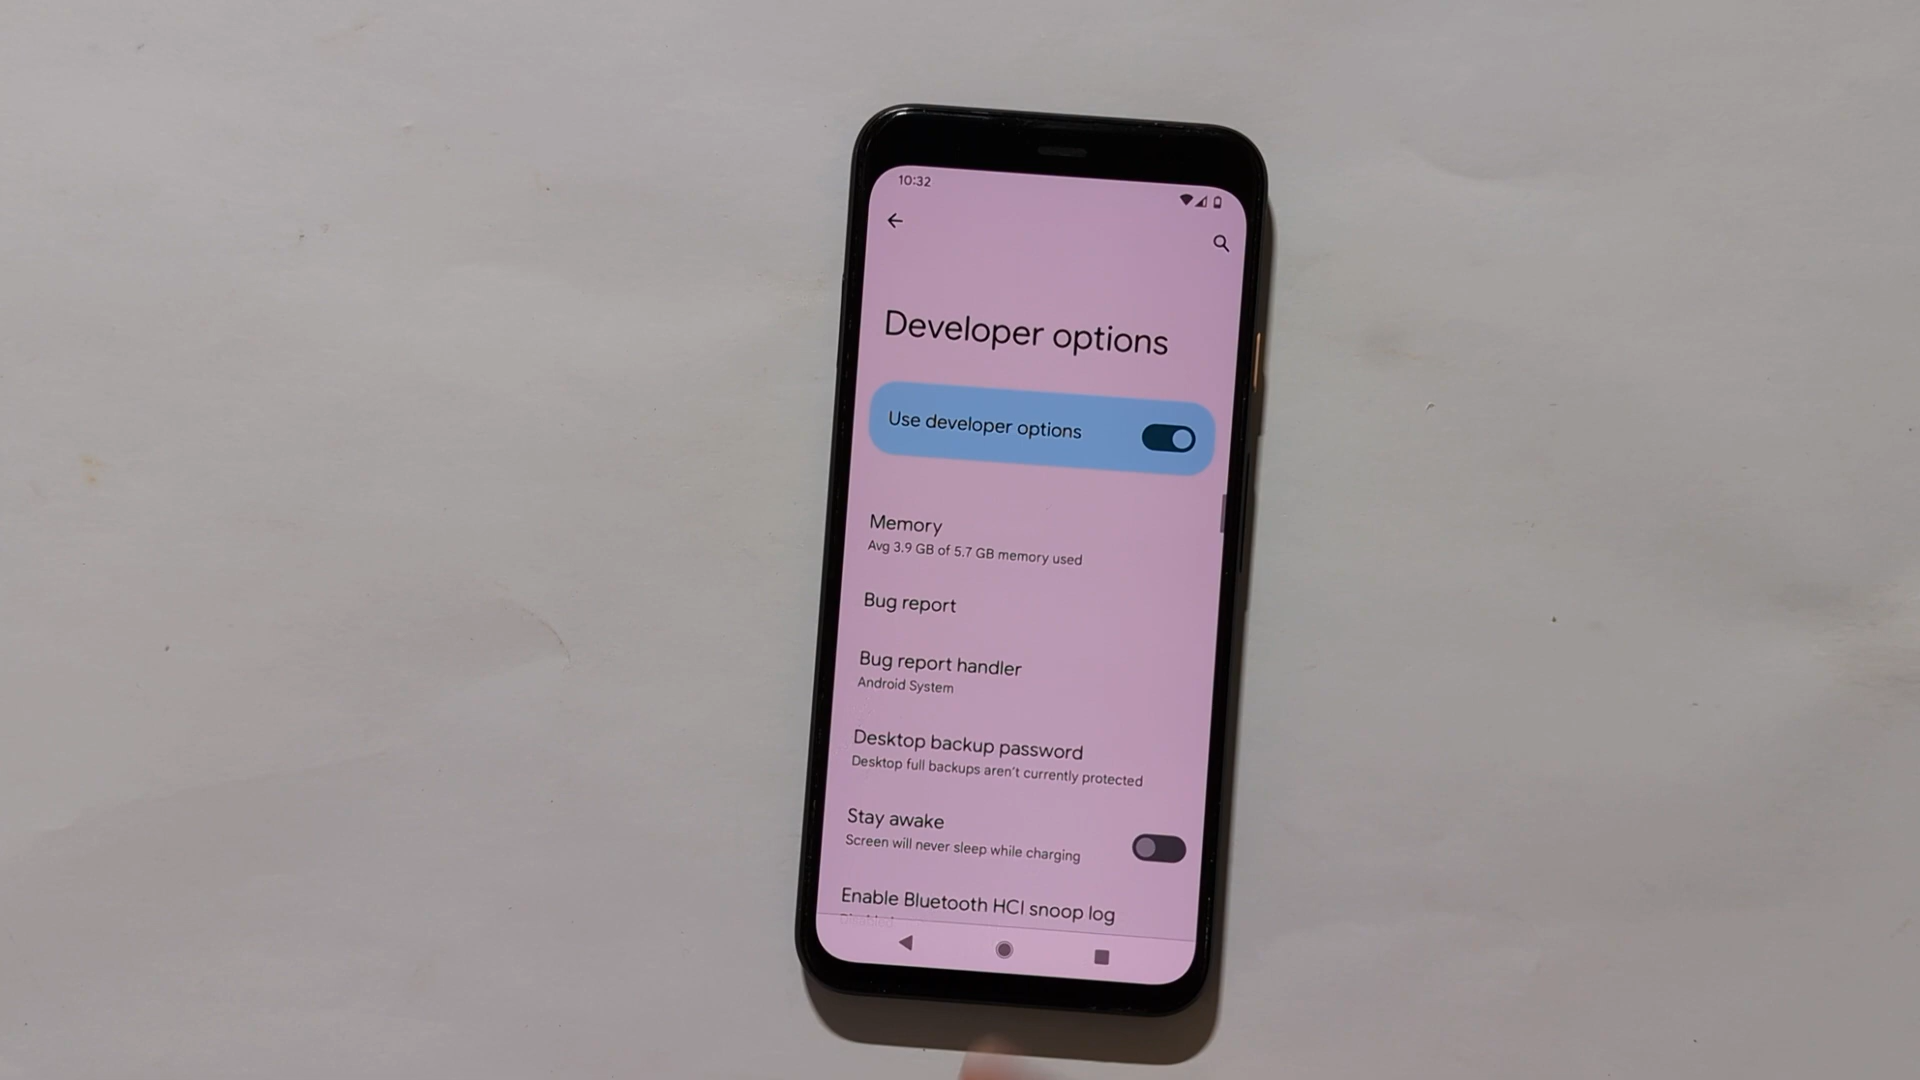 10:32
Developer options
Use developer options
Memory
Avg 3.9 GB of 5.7 GB memory used
Bug report
Bug report handler
Android System
Desktop backup password
Desktop full backups aren't currently protected
Stay awake
Screen will never sleep while charging
Enable Bluetooth HCI snoop log
Disabled